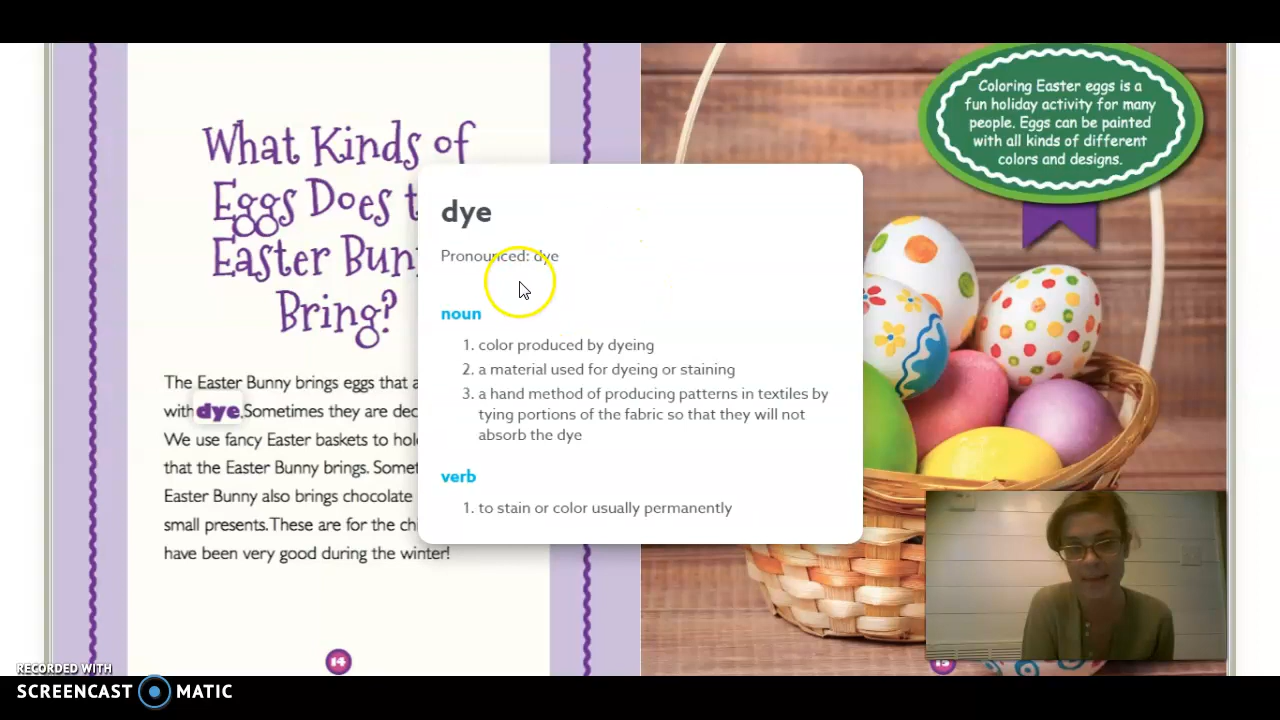 What Kinds of
Eggs Does t
Easter Bun
Bring?
The Easter Bunny brings eggs that a
with dye. Sometimes they are dec
We use fancy Easter baskets to hol
that the Easter Bunny brings. Somet
Easter Bunny also brings chocolate
small presents. These are for the ch
have been very good during the winter!
14
dye
Pronounced: dye
noun
1. color produced by dyeing
2. a material used for dyeing or staining
3. a hand method of producing patterns in textiles by
tying portions of the fabric so that they will not
absorb the dye
verb
1. to stain or color usually permanently
Coloring Easter eggs is a
fun holiday activity for many
people. Eggs can be painted
with all kinds of different
colors and designs.
15
RECORDED WITH
SCREENCAST MATIC